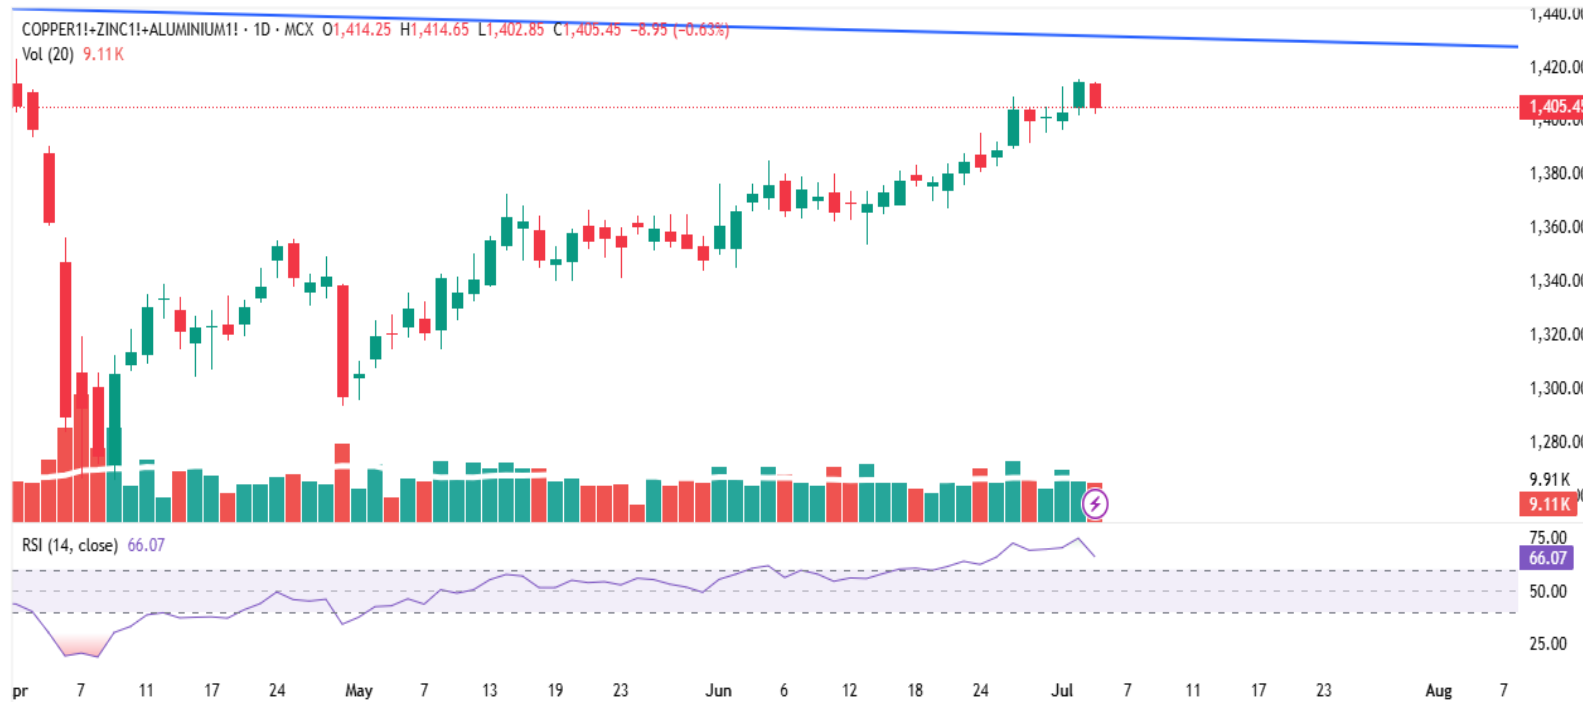 COPPER1!+ZINC1!+ALUMINIUM1! · 1D · MCX O1,414.25 H1,414.65 L1,402.85 C1,405.45 −8.95 (−0.63%)
Vol (20) 9.11K
1,440.00
1,420.00
1,405.45
1,400.00
1,380.00
1,360.00
1,340.00
1,320.00
1,300.00
1,280.00
9.91K
9.11K
RSI (14, close) 66.07
75.00
66.07
50.00
25.00
pr 7 11 17 24 May 7 13 19 23 Jun 6 12 18 24 Jul 7 11 17 23 Aug 7